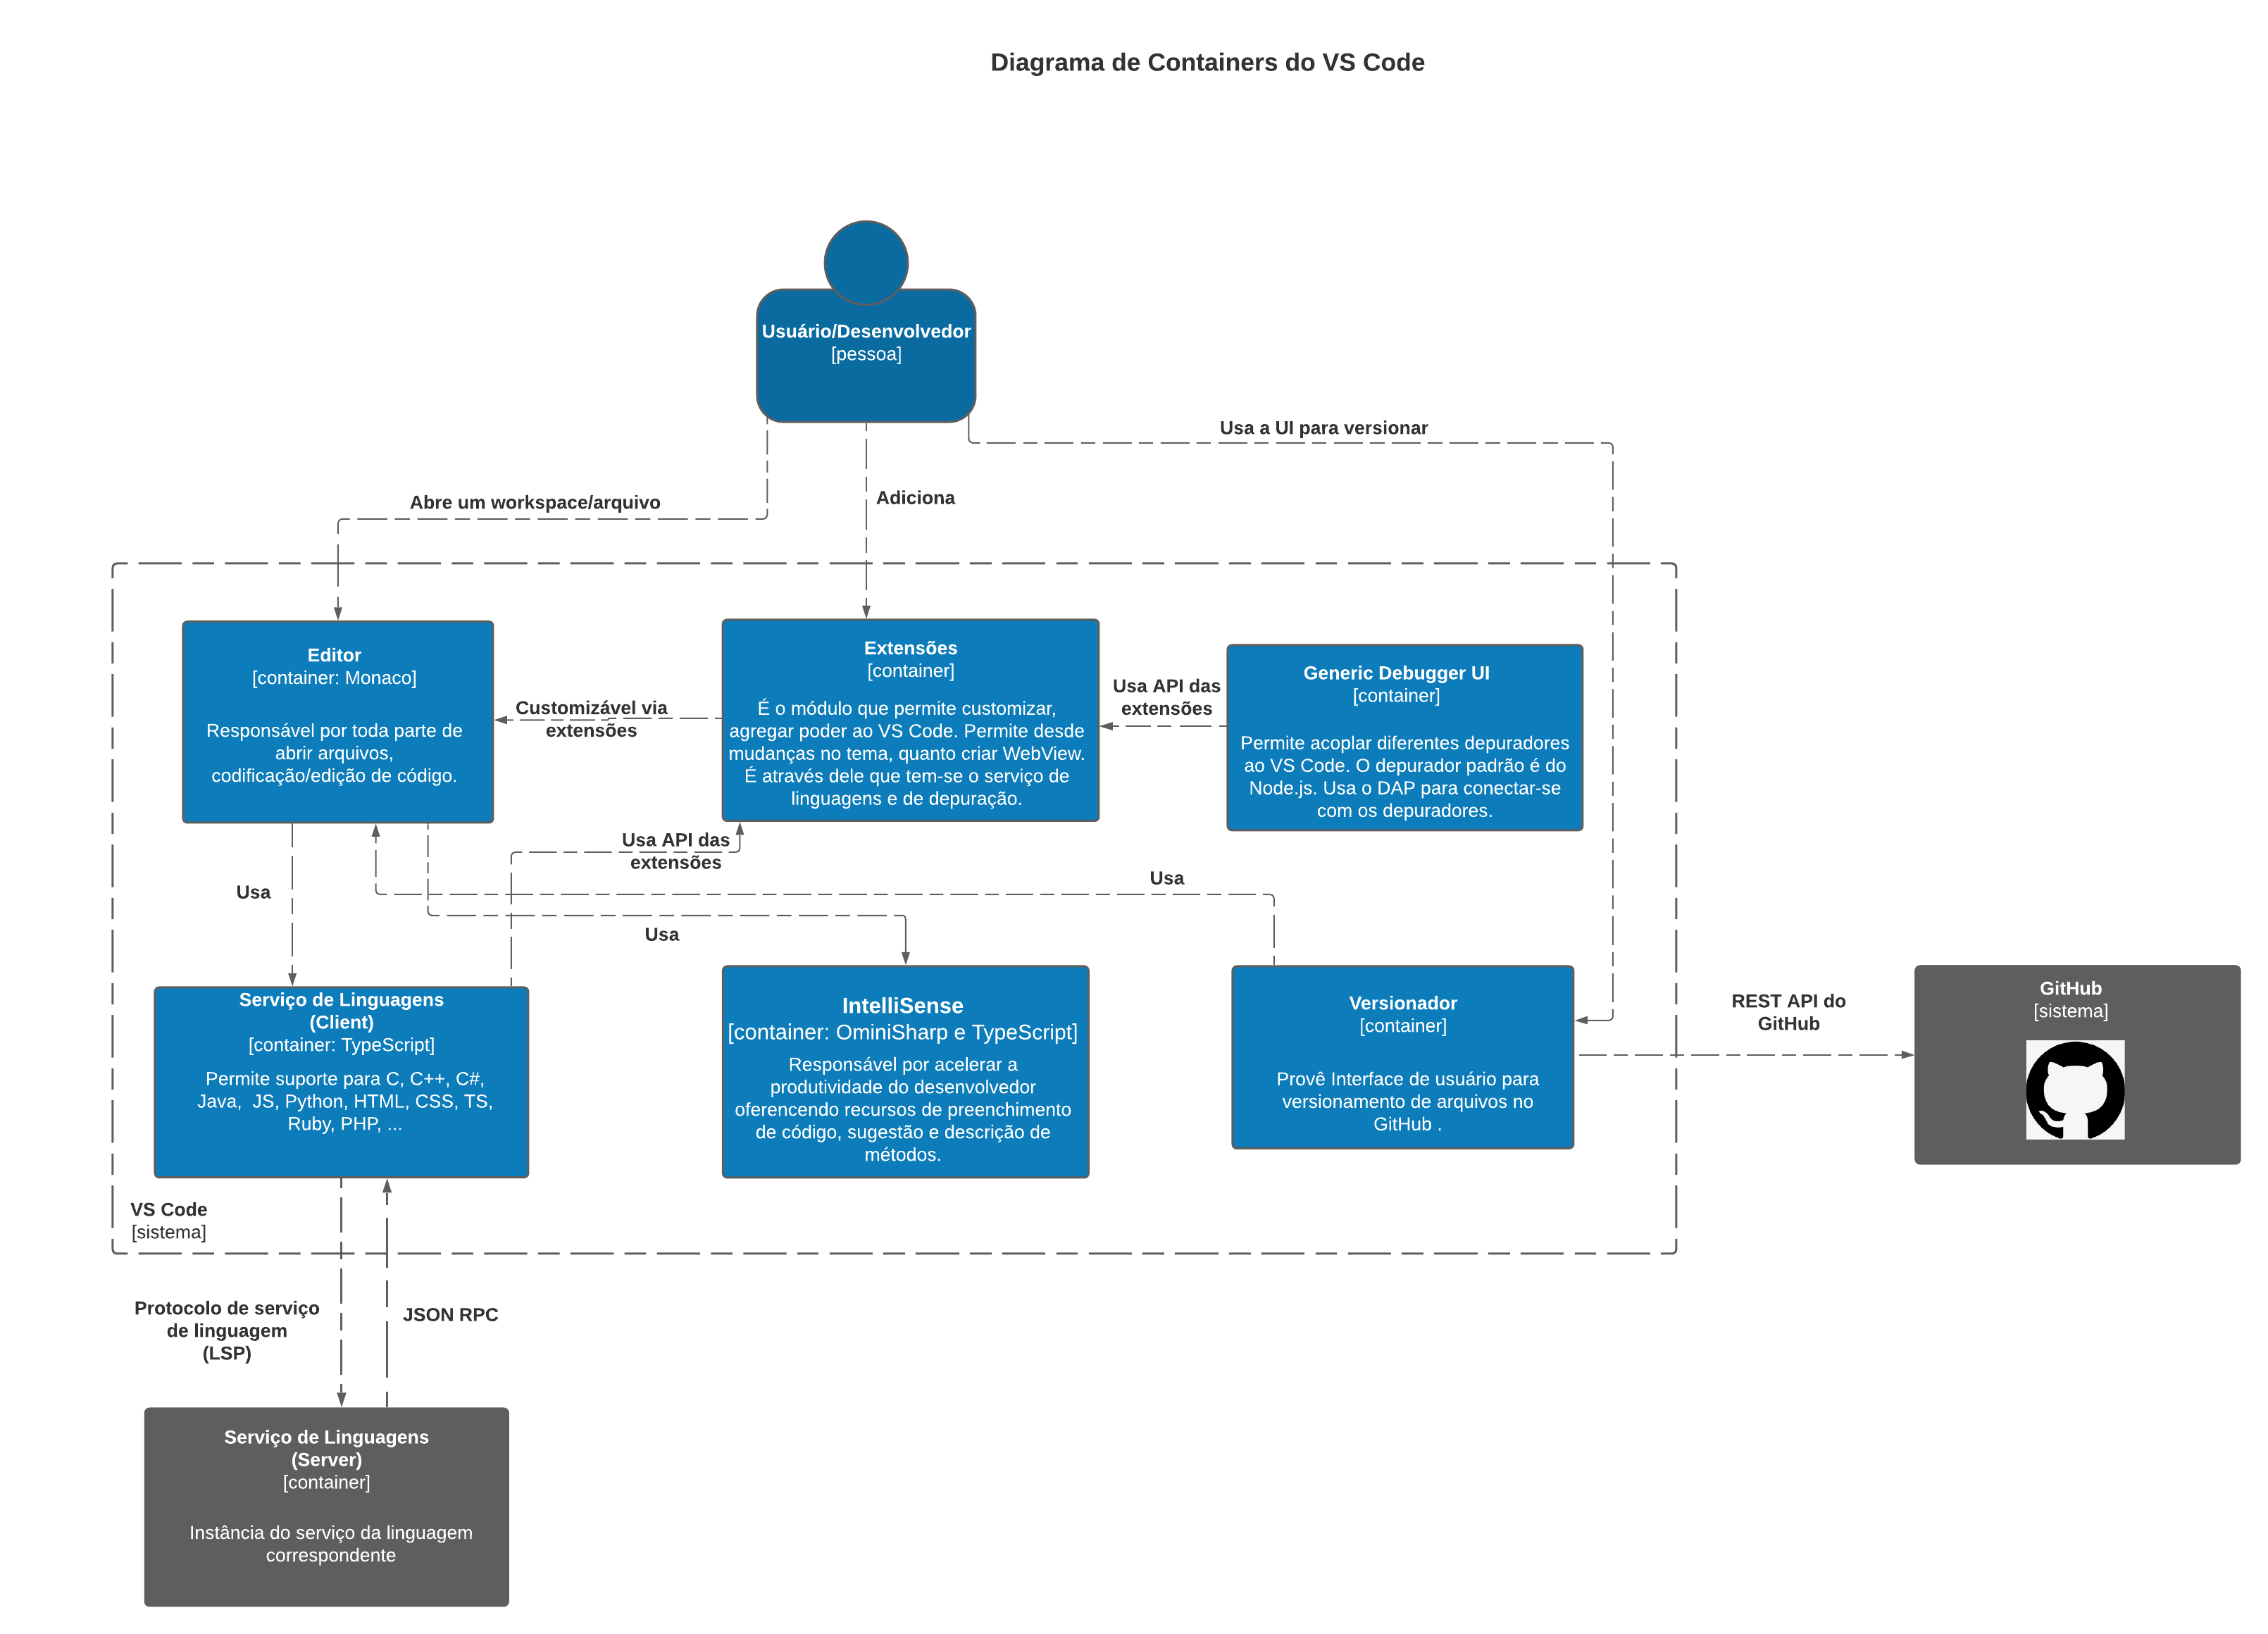 Diagrama de Containers do VS Code
Usuário/Desenvolvedor
[pessoa]
Usa a UI para versionar
Abre um workspace/arquivo
Adiciona
Editor
[container: Monaco]
Responsável por toda parte de
abrir arquivos,
codificação/edição de código.
Customizável via
extensões
Extensões
[container]
É o módulo que permite customizar,
agregar poder ao VS Code. Permite desde
mudanças no tema, quanto criar WebView.
É através dele que tem-se o serviço de
linguagens e de depuração.
Usa API das
extensões
Generic Debugger UI
[container]
Permite acoplar diferentes depuradores
ao VS Code. O depurador padrão é do
Node.js. Usa o DAP para conectar-se
com os depuradores.
Usa API das
extensões
Usa
Usa
Usa
Serviço de Linguagens
(Client)
[container: TypeScript]
Permite suporte para C, C++, C#,
Java,  JS, Python, HTML, CSS, TS,
Ruby, PHP, ...
IntelliSense
[container: OminiSharp e TypeScript]
Responsável por acelerar a
produtividade do desenvolvedor
oferencendo recursos de preenchimento
de código, sugestão e descrição de
métodos.
Versionador
[container]
Provê Interface de usuário para
versionamento de arquivos no
GitHub .
REST API do
GitHub
GitHub
[sistema]
VS Code
[sistema]
Protocolo de serviço
de linguagem
(LSP)
JSON RPC
Serviço de Linguagens
(Server)
[container]
Instância do serviço da linguagem
correspondente